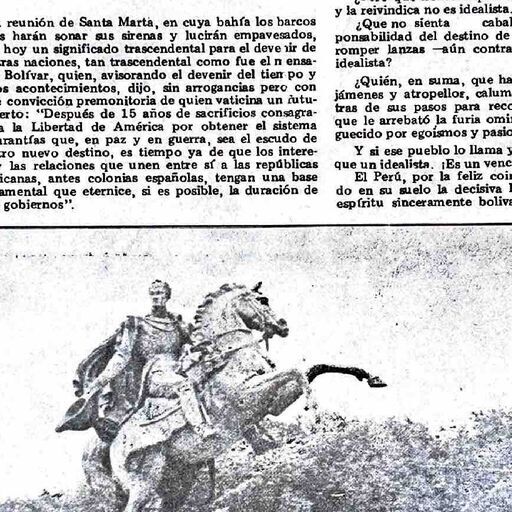 reunión de Santa Marta, en cuya bahía los barcos
harán sonar sus sirenas y lucirán empavesados,
hoy un significado trascendental para el devenir de
ras naciones, tan trascendental como fue el mensa-
Bolívar, quien, avisorando el devenir del tiempo y
os acontecimientos, dijo, sin arrogancias pero con
convicción premonitoria de quien vaticina un futu-
erto: "Después de 15 años de sacrificios consagra-
a la Libertad de América por obtener el sistema
arantías que, en paz y en guerra, sea el escudo de
tro nuevo destino, es tiempo ya de que los intere-
y las relaciones que unen entre sí a las repúblicas
icanas, antes colonias españolas, tengan una base
amental que eternice, si es posible, la duración de
gobiernos".
y la reivindica no es idealista.
¿Que no sienta cabal
ponsabilidad del destino de
romper lanzas —aún contra
idealista?
¿Quién, en suma, que ha
jámenes y atropellor, calum
tras de sus pasos para reco
que le arrebató la furia omi
guecido por egoísmos y pasio
Y si ese pueblo lo llama y
que un idealista. ¡Es un venc
El Perú, por la feliz coin
do en su suelo la decisiva
espíritu sinceramente boliva